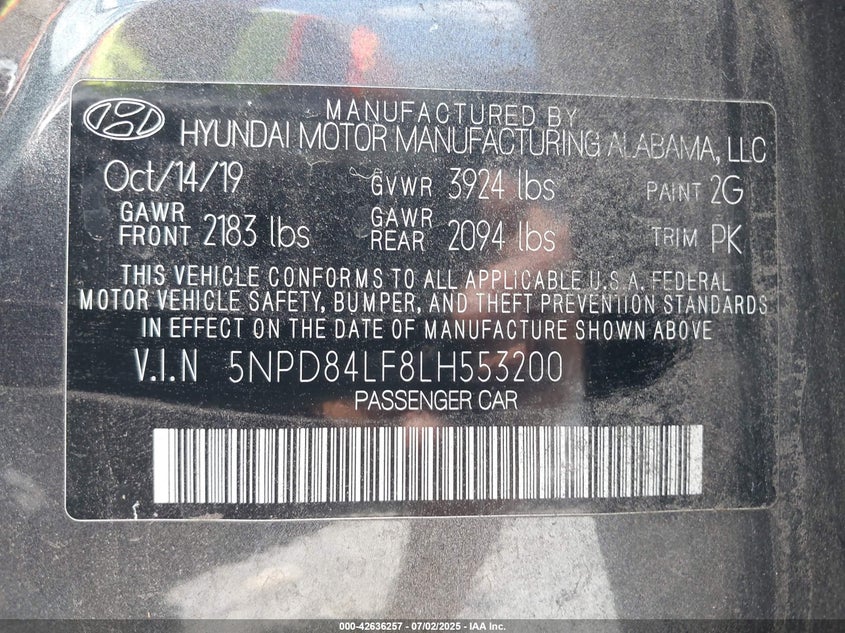 MANUFACTURED BY
HYUNDAI MOTOR MANUFACTURING ALABAMA, LLC
Oct/14/19 GVWR 3924 lbs PAINT 2G
GAWR FRONT 2183 lbs GAWR REAR 2094 lbs TRIM PK
THIS VEHICLE CONFORMS TO ALL APPLICABLE U.S.A. FEDERAL
MOTOR VEHICLE SAFETY, BUMPER, AND THEFT PREVENTION STANDARDS
IN EFFECT ON THE DATE OF MANUFACTURE SHOWN ABOVE
V.I.N 5NPD84LF8LH553200
PASSENGER CAR
000-42636257 - 07/02/2025 - IAA Inc.